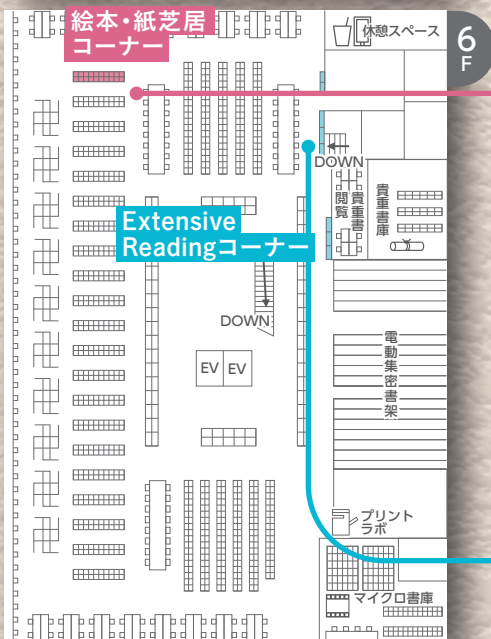 絵本・紙芝居
コーナー
休憩スペース
6
F
DOWN
貴重書
閲覧
貴重書庫
Extensive
Readingコーナー
DOWN
EV EV
電動集密書架
プリント
ラボ
マイクロ書庫